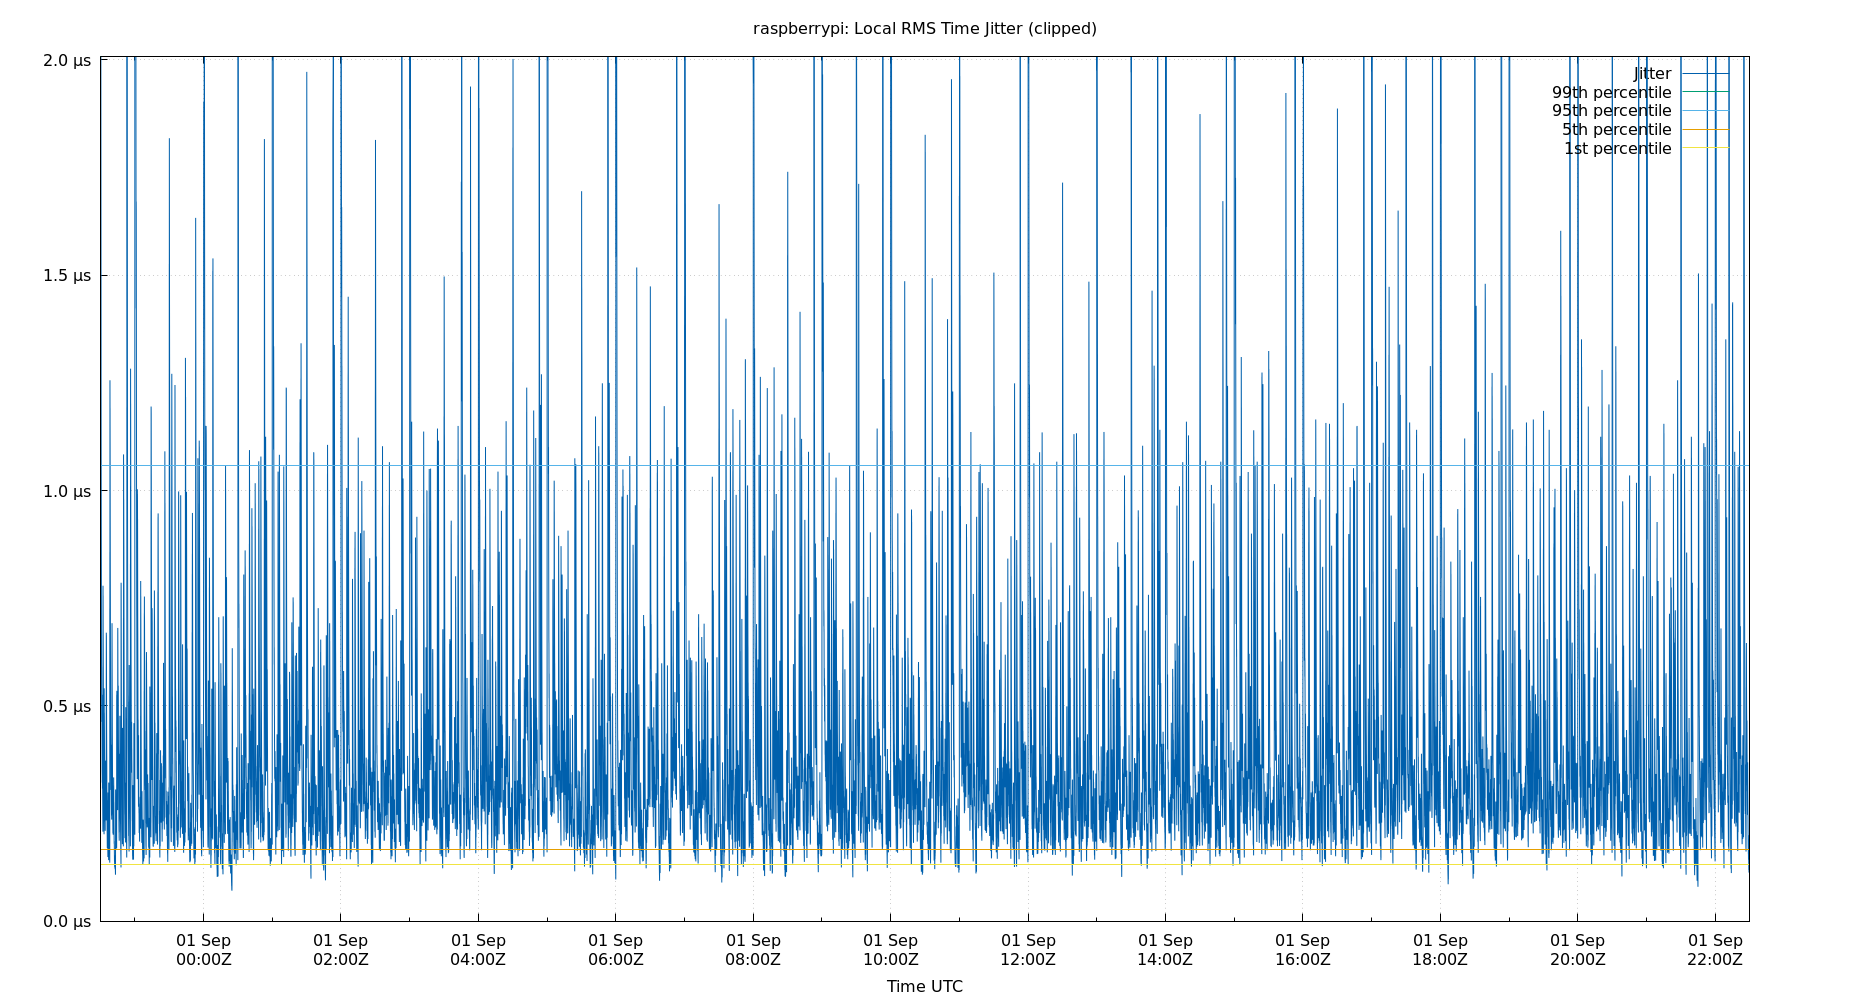 raspberrypi: Local RMS Time Jitter (clipped)
2.0 µs
1.5 µs
1.0 µs
0.5 µs
0.0 µs
Jitter
99th percentile
95th percentile
5th percentile
1st percentile
01 Sep 01 Sep 01 Sep 01 Sep 01 Sep 01 Sep 01 Sep 01 Sep 01 Sep 01 Sep 01 Sep 01 Sep
00:00Z 02:00Z 04:00Z 06:00Z 08:00Z 10:00Z 12:00Z 14:00Z 16:00Z 18:00Z 20:00Z 22:00Z
Time UTC